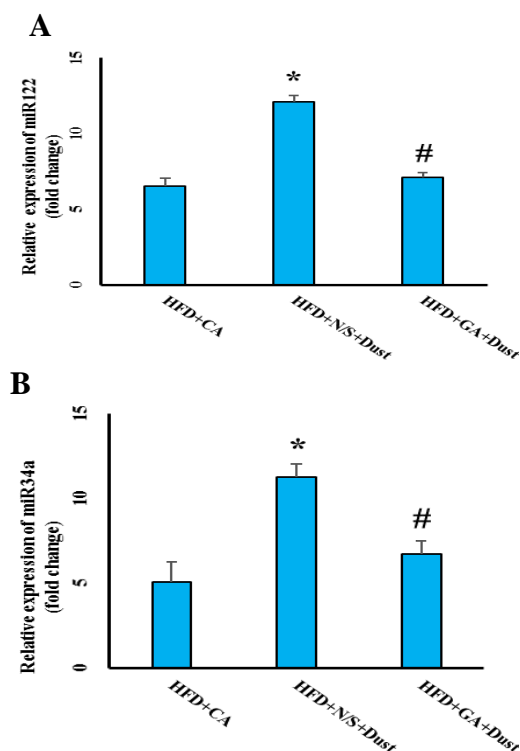 A
Relative expression of miR122
(fold change)
15
10
5
0
*
#
HFD+CA
HFD+N/S+Dust
HFD+GA+Dust
B
Relative expression of miR34a
(fold change)
15
10
5
0
*
#
HFD+CA
HFD+N/S+Dust
HFD+GA+Dust